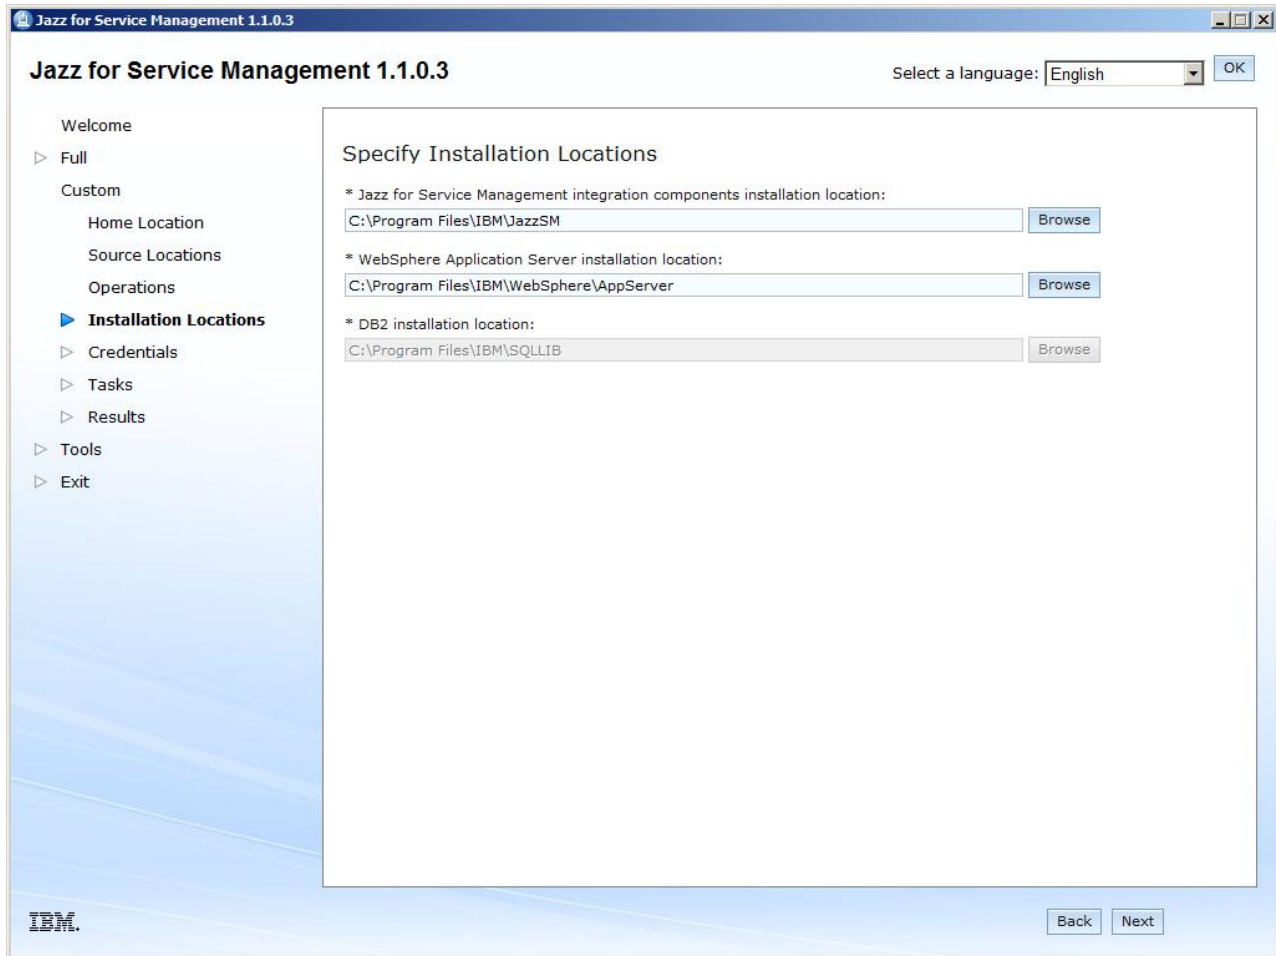 Jazz for Service Management 1.1.0.3
Jazz for Service Management 1.1.0.3
Select a language: English OK
Welcome
Full
Custom
Home Location
Source Locations
Operations
Installation Locations
Credentials
Tasks
Results
Tools
Exit
Specify Installation Locations
* Jazz for Service Management integration components installation location:
C:\Program Files\IBM\JazzSM Browse
* WebSphere Application Server installation location:
C:\Program Files\IBM\WebSphere\AppServer Browse
* DB2 installation location:
C:\Program Files\IBM\SQLLIB Browse
IBM.
Back Next